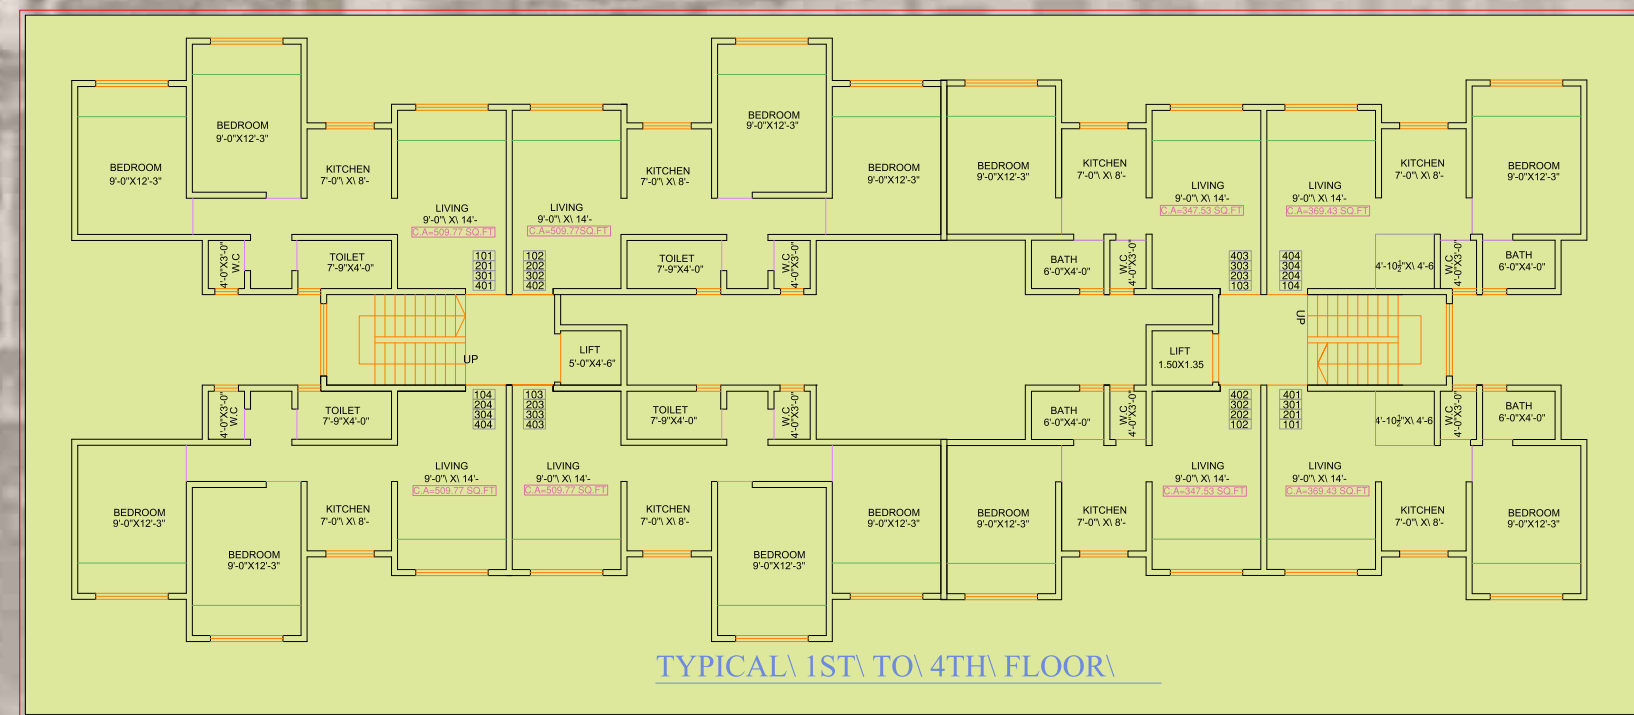 BEDROOM
9'-0"X12'-3"
BEDROOM
9'-0"X12'-3"
KITCHEN
7'-0"\ X\ 8'-
LIVING
9'-0"\ X\ 14'-
C.A=509.77 SQ.FT
LIVING
9'-0"\ X\ 14'-
C.A=509.77SQ.FT
KITCHEN
7'-0"\ X\ 8'-
BEDROOM
9'-0"X12'-3"
BEDROOM
9'-0"X12'-3"
BEDROOM
9'-0"X12'-3"
KITCHEN
7'-0"\ X\ 8'-
LIVING
9'-0"\ X\ 14'-
C.A=347.53 SQ.FT
LIVING
9'-0"\ X\ 14'-
C.A=369.43 SQ.FT
KITCHEN
7'-0"\ X\ 8'-
BEDROOM
9'-0"X12'-3"
4'-0"X3'-0"
W.C
TOILET
7'-9"X4'-0"
101
201
301
401
102
202
302
402
TOILET
7'-9"X4'-0"
W.C
4'-0"X3'-0"
BATH
6'-0"X4'-0"
W.C
4'-0"X3'-0"
403
303
203
103
404
304
204
104
4'-10½"X\ 4'-6
W.C
4'-0"X3'-0"
BATH
6'-0"X4'-0"
UP
LIFT
5'-0"X4'-6"
LIFT
1.50X1.35
UP
4'-0"X3'-0"
W.C
TOILET
7'-9"X4'-0"
104
204
304
404
103
203
303
403
TOILET
7'-9"X4'-0"
W.C
4'-0"X3'-0"
BATH
6'-0"X4'-0"
W.C
4'-0"X3'-0"
402
302
202
102
401
301
201
101
4'-10½"X\ 4'-6
W.C
4'-0"X3'-0"
BATH
6'-0"X4'-0"
BEDROOM
9'-0"X12'-3"
BEDROOM
9'-0"X12'-3"
KITCHEN
7'-0"\ X\ 8'-
LIVING
9'-0"\ X\ 14'-
C.A=509.77 SQ.FT
LIVING
9'-0"\ X\ 14'-
C.A=509.77 SQ.FT
KITCHEN
7'-0"\ X\ 8'-
BEDROOM
9'-0"X12'-3"
BEDROOM
9'-0"X12'-3"
BEDROOM
9'-0"X12'-3"
KITCHEN
7'-0"\ X\ 8'-
LIVING
9'-0"\ X\ 14'-
C.A=347.53 SQ.FT
LIVING
9'-0"\ X\ 14'-
C.A=369.43 SQ.FT
KITCHEN
7'-0"\ X\ 8'-
BEDROOM
9'-0"X12'-3"
TYPICAL\ 1ST\ TO\ 4TH\ FLOOR\